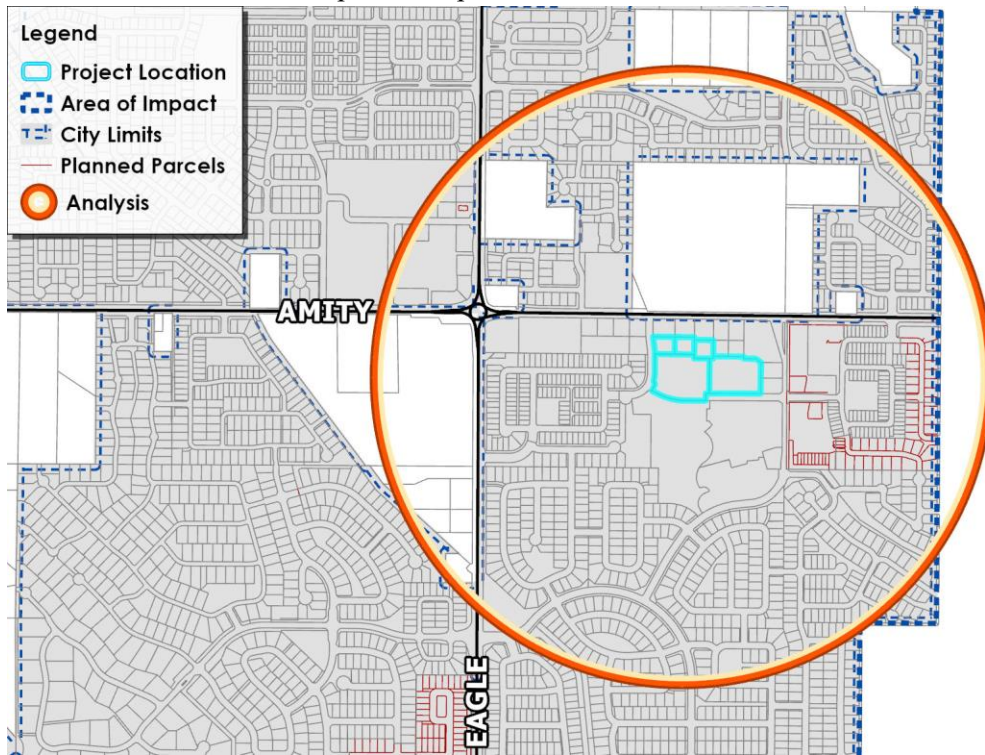 Legend
Project Location
Area of Impact
City Limits
Planned Parcels
Analysis
AMITY
EAGLE